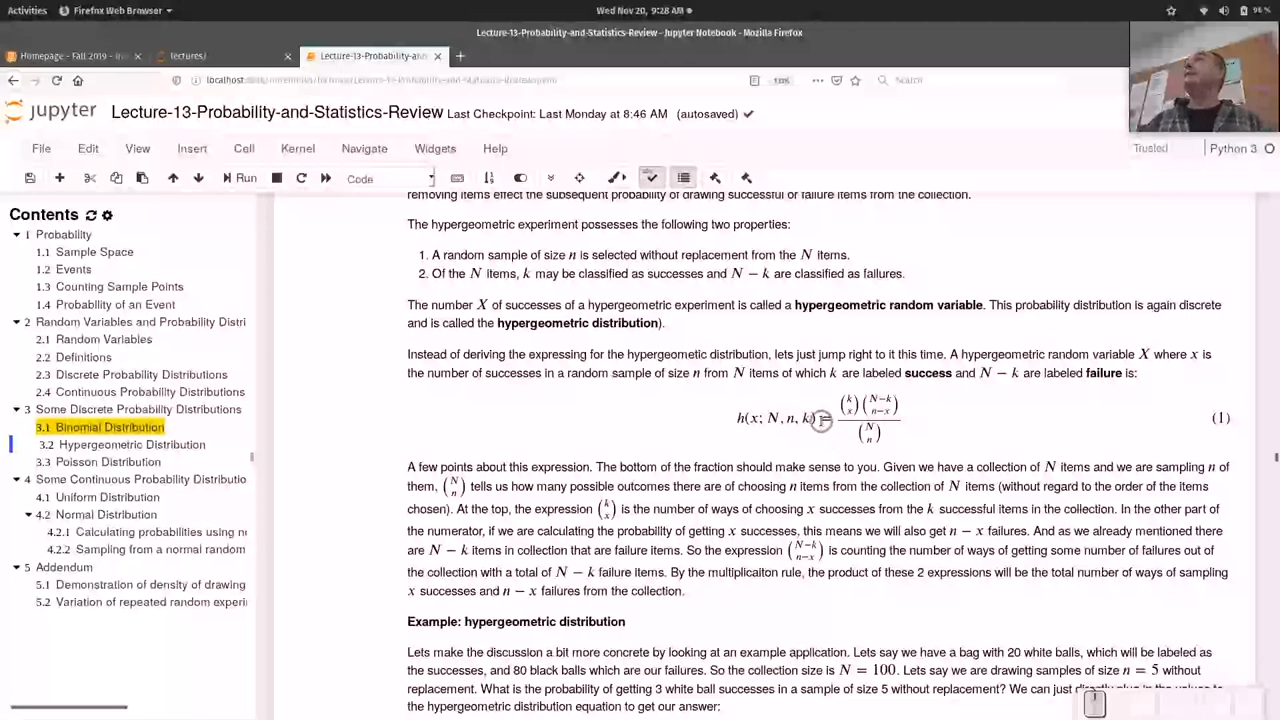 Activities Firefox Web Browser Wed Nov 20, 9:28 AM 96 %
Lecture-13-Probability-and-Statistics-Review - Jupyter Notebook - Mozilla Firefox
Homepage - Fall 2019 - lectures/ Lecture-13-Probability-and-
Search
jupyter Lecture-13-Probability-and-Statistics-Review Last Checkpoint: Last Monday at 8:46 AM (autosaved)
File Edit View Insert Cell Kernel Navigate Widgets Help Trusted Python 3
Run Code
Contents
1 Probability
1.1 Sample Space
1.2 Events
1.3 Counting Sample Points
1.4 Probability of an Event
2 Random Variables and Probability Distri
2.1 Random Variables
2.2 Definitions
2.3 Discrete Probability Distributions
2.4 Continuous Probability Distributions
3 Some Discrete Probability Distributions
3.1 Binomial Distribution
3.2 Hypergeometric Distribution
3.3 Poisson Distribution
4 Some Continuous Probability Distributio
4.1 Uniform Distribution
4.2 Normal Distribution
4.2.1 Calculating probabilities using no
4.2.2 Sampling from a normal random
5 Addendum
5.1 Demonstration of density of drawing
5.2 Variation of repeated random experi
removing items effect the subsequent probability of drawing successful or failure items from the collection.
The hypergeometric experiment possesses the following two properties:
1. A random sample of size n is selected without replacement from the N items.
2. Of the N items, k may be classified as successes and N − k are classified as failures.
The number X of successes of a hypergeometric experiment is called a hypergeometric random variable. This probability distribution is again discrete
and is called the hypergeometric distribution).
Instead of deriving the expressing for the hypergeometic distribution, lets just jump right to it this time. A hypergeometric random variable X where x is
the number of successes in a random sample of size n from N items of which k are labeled success and N − k are labeled failure is:
h(x; N, n, k) = (k x)(N−k n−x) / (N n) (1)
A few points about this expression. The bottom of the fraction should make sense to you. Given we have a collection of N items and we are sampling n of
them, (N n) tells us how many possible outcomes there are of choosing n items from the collection of N items (without regard to the order of the items
chosen). At the top, the expression (k x) is the number of ways of choosing x successes from the k successful items in the collection. In the other part of
the numerator, if we are calculating the probability of getting x successes, this means we will also get n − x failures. And as we already mentioned there
are N − k items in collection that are failure items. So the expression (N−k n−x) is counting the number of ways of getting some number of failures out of
the collection with a total of N − k failure items. By the multiplicaiton rule, the product of these 2 expressions will be the total number of ways of sampling
x successes and n − x failures from the collection.
Example: hypergeometric distribution
Lets make the discussion a bit more concrete by looking at an example application. Lets say we have a bag with 20 white balls, which will be labeled as
the successes, and 80 black balls which are our failures. So the collection size is N = 100. Lets say we are drawing samples of size n = 5 without
replacement. What is the probability of getting 3 white ball successes in a sample of size 5 without replacement? We can just directly plug in the values to
the hypergeometric distribution equation to get our answer: